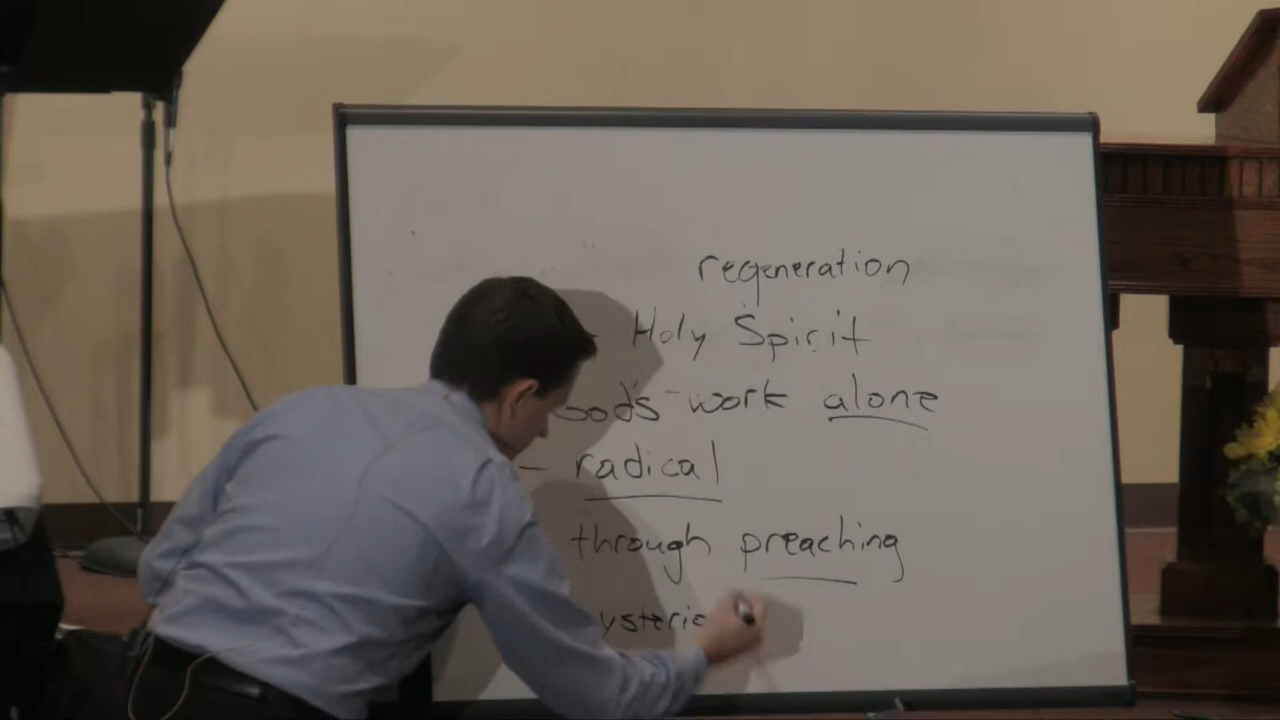 regeneration
Holy Spirit
God's work alone
- radical
through preaching